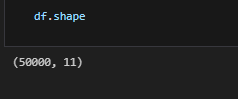 df.shape
(50000, 11)